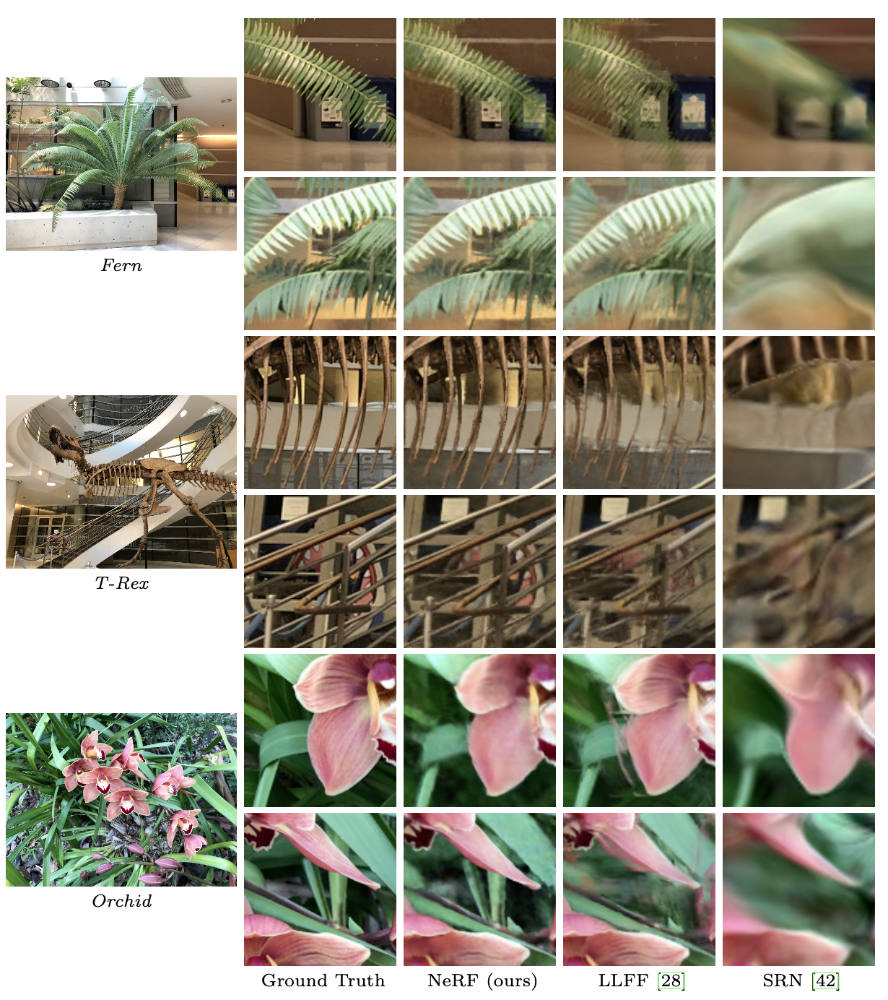 Fern
T-Rex
Orchid
Ground Truth NeRF (ours) LLFF [28] SRN [42]